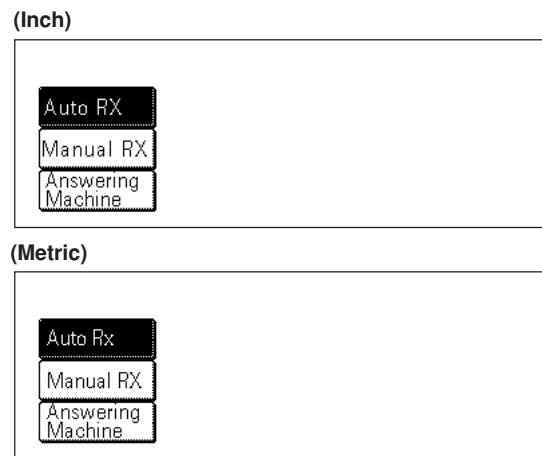 (Inch)
Auto RX
Manual RX
Answering
Machine
(Metric)
Auto Rx
Manual RX
Answering
Machine